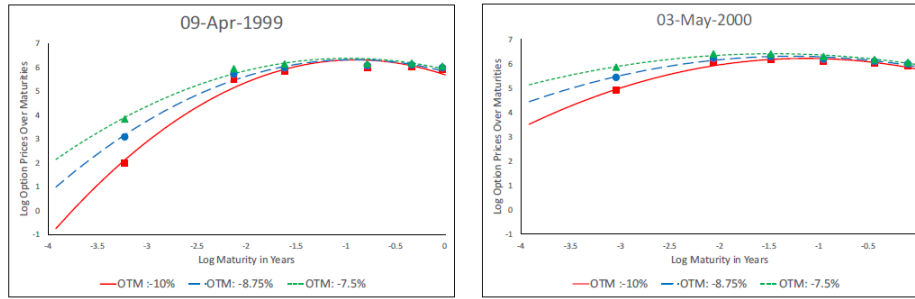 09-Apr-1999
Log Option Prices Over Maturities
7
6
5
4
3
2
1
0
-1
-4
-3.5
-3
-2.5
-2
-1.5
-1
-0.5
0
Log Maturity in Years
OTM :-10%
OTM: -8.75%
OTM: -7.5%
03-May-2000
Log Option Prices Over Maturities
7
6
5
4
3
2
1
0
-1
-4
-3.5
-3
-2.5
-2
-1.5
-1
-0.5
Log Maturity in Years
OTM :-10%
OTM: -8.75%
OTM: -7.5%